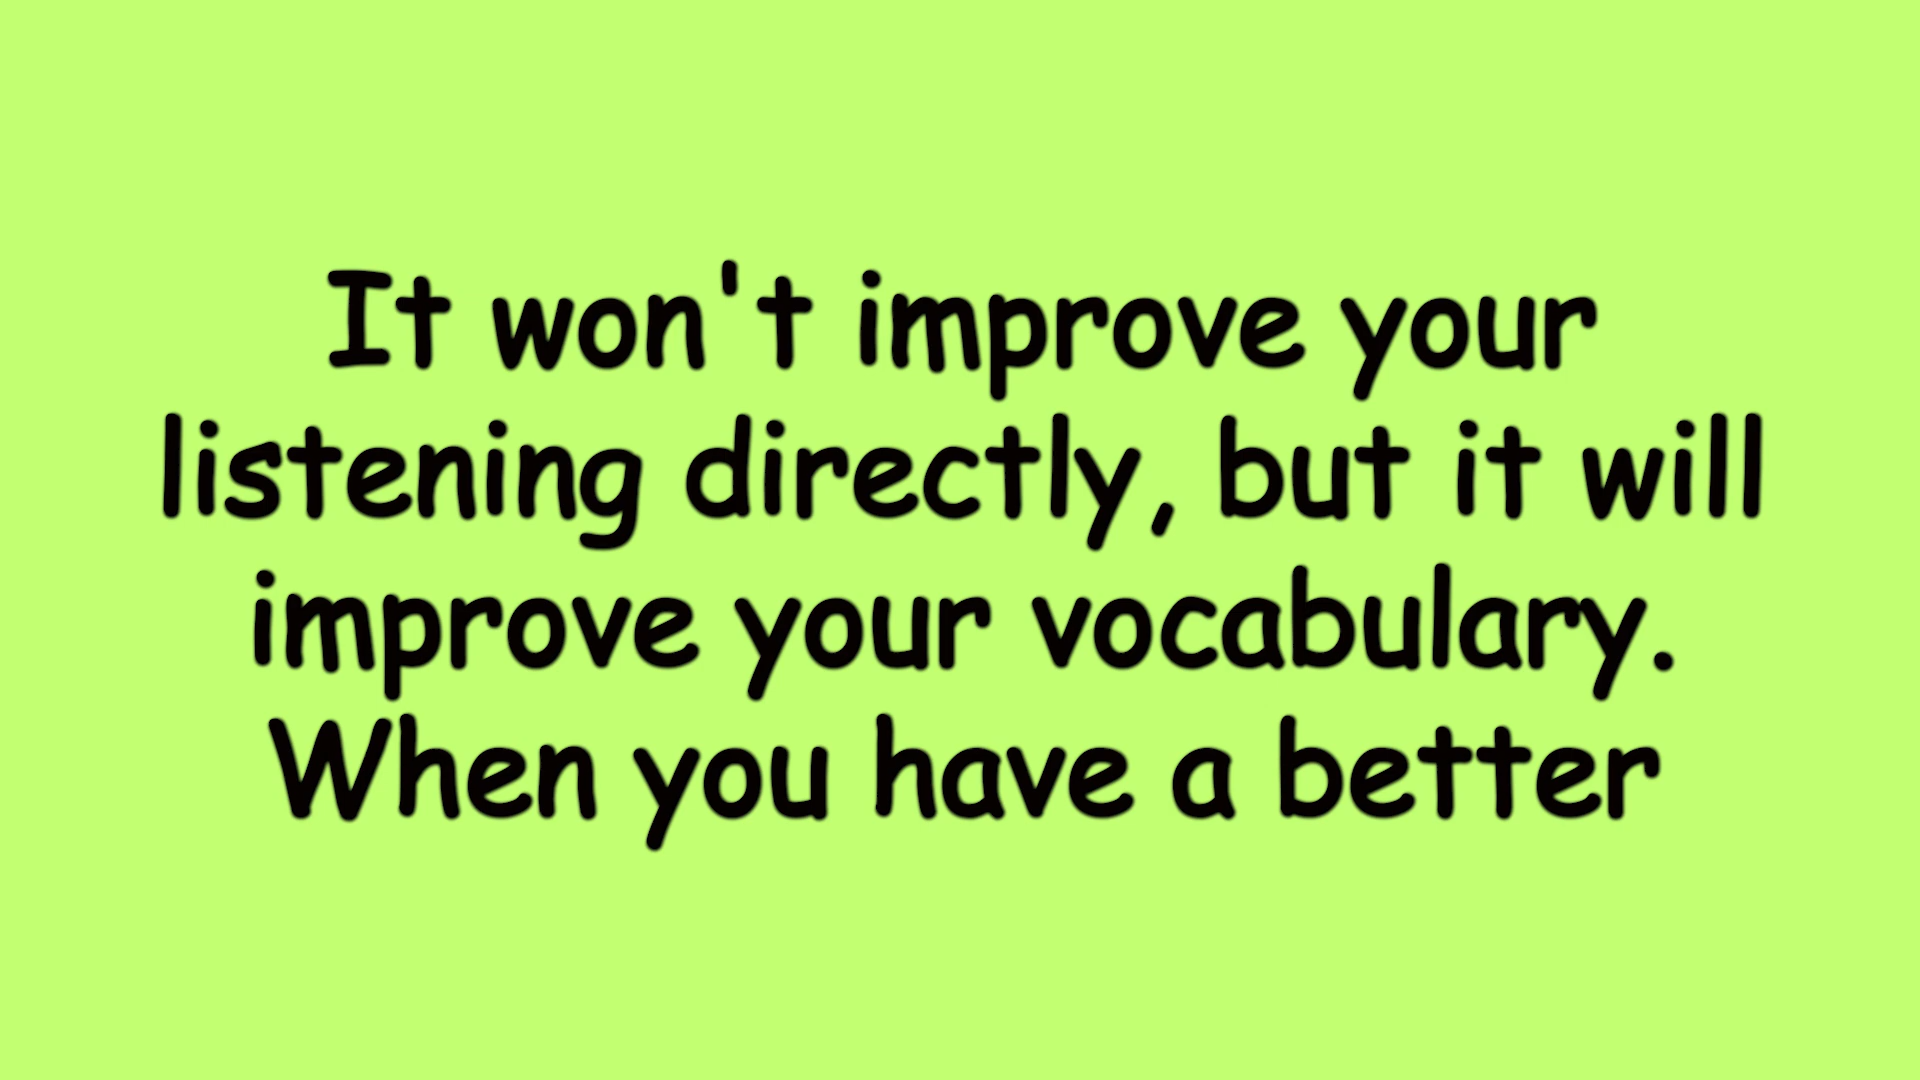 It won't improve your
listening directly, but it will
improve your vocabulary.
When you have a better